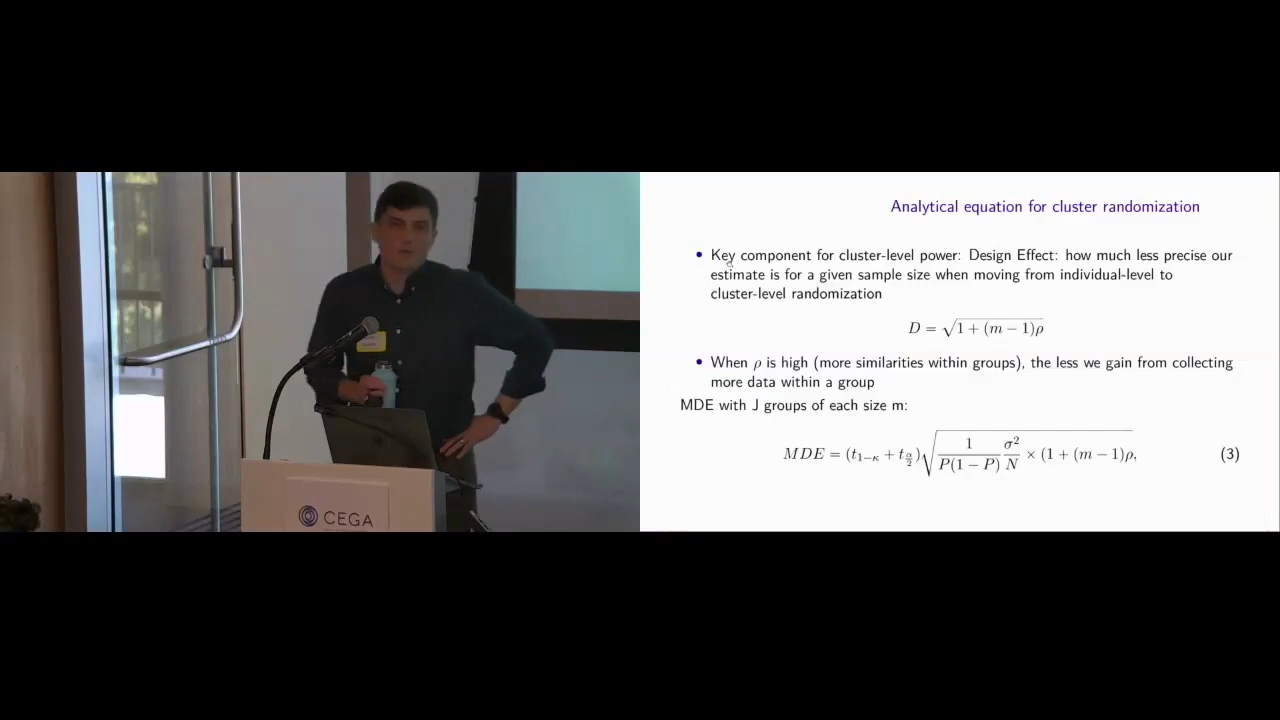 CEGA
Analytical equation for cluster randomization
• Key component for cluster-level power: Design Effect: how much less precise our
estimate is for a given sample size when moving from individual-level to
cluster-level randomization
D = √(1 + (m − 1)ρ
• When ρ is high (more similarities within groups), the less we gain from collecting
more data within a group
MDE with J groups of each size m:
MDE = (t_{1−κ} + t_{α/2})√(1/(P(1 − P)) σ²/N × (1 + (m − 1)ρ, (3)